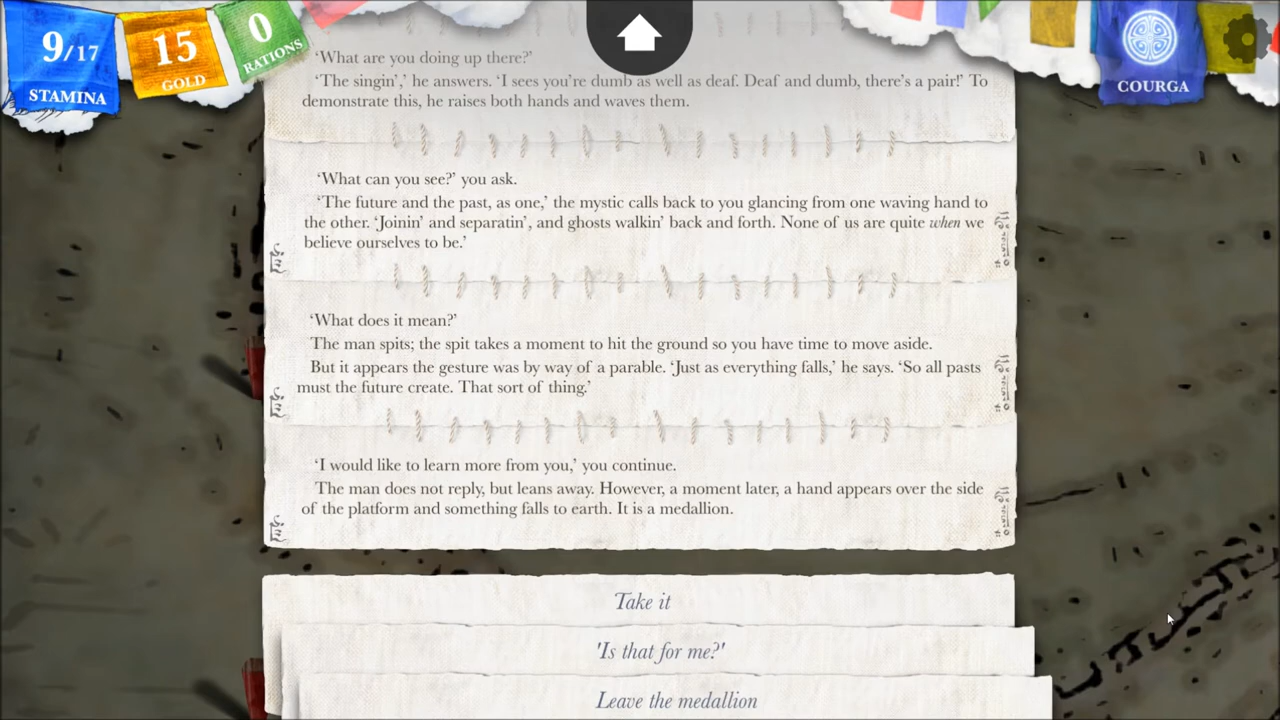 9/17
STAMINA
15
GOLD
0
RATIONS
COURGA
'What are you doing up there?'
'The singin',' he answers. 'I sees you're dumb as well as deaf. Deaf and dumb, there's a pair!' To
demonstrate this, he raises both hands and waves them.
'What can you see?' you ask.
'The future and the past, as one,' the mystic calls back to you glancing from one waving hand to
the other. 'Joinin' and separatin', and ghosts walkin' back and forth. None of us are quite when we
believe ourselves to be.'
'What does it mean?'
The man spits; the spit takes a moment to hit the ground so you have time to move aside.
But it appears the gesture was by way of a parable. 'Just as everything falls,' he says. 'So all pasts
must the future create. That sort of thing.'
'I would like to learn more from you,' you continue.
The man does not reply, but leans away. However, a moment later, a hand appears over the side
of the platform and something falls to earth. It is a medallion.
Take it
'Is that for me?'
Leave the medallion